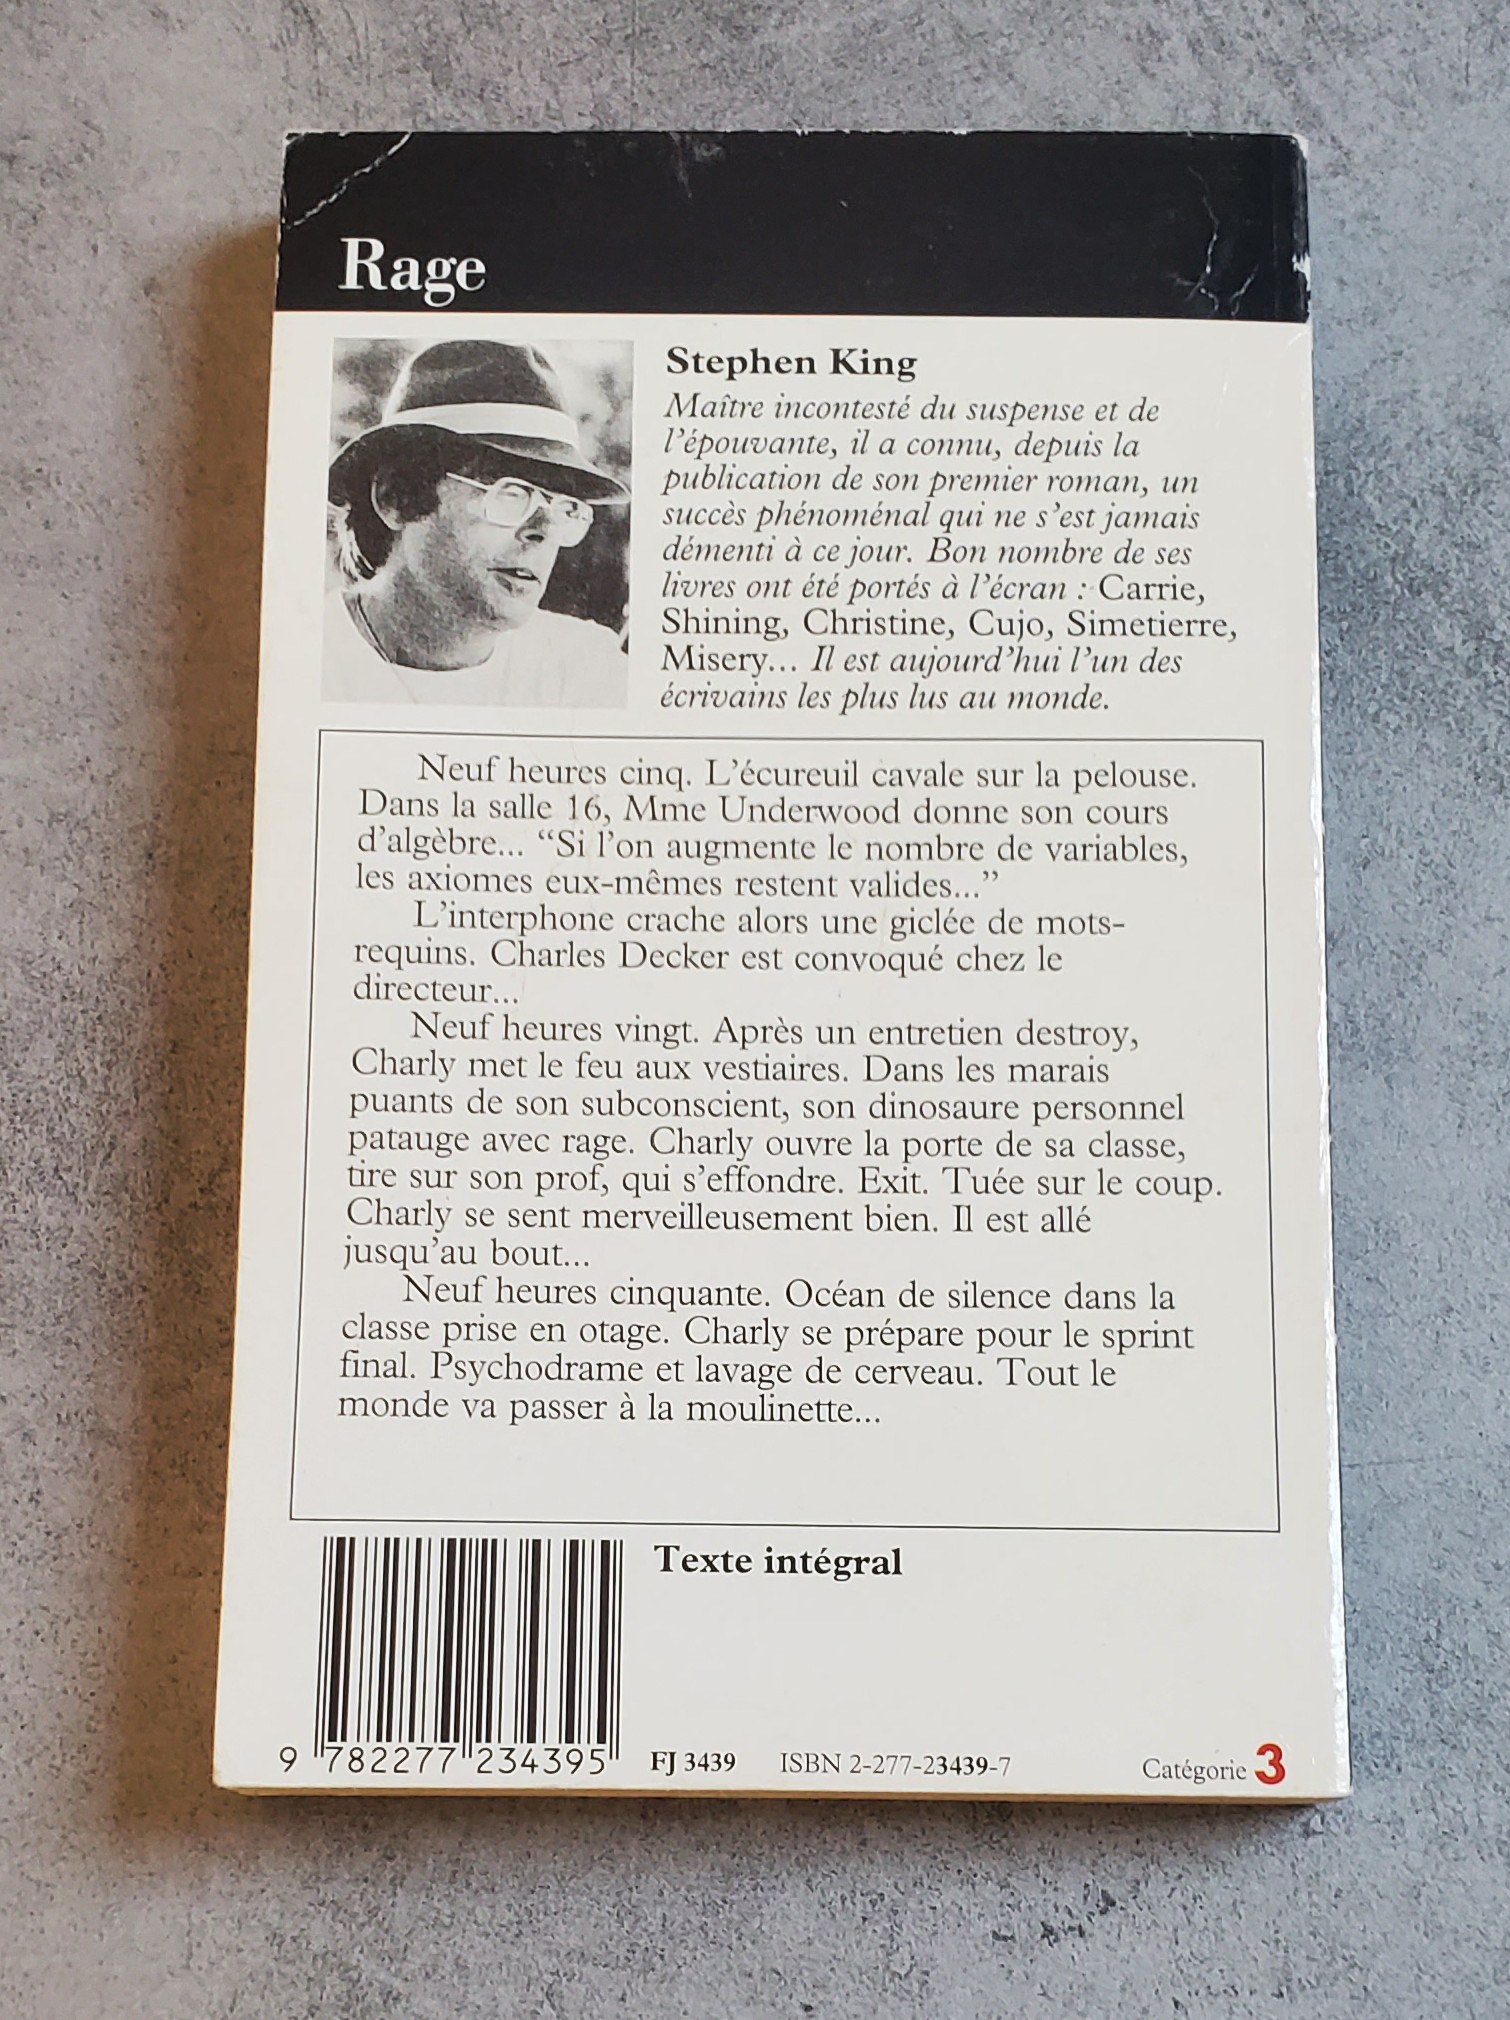 Rage
Stephen King
Maître incontesté du suspense et de
l'épouvante, il a connu, depuis la
publication de son premier roman, un
succès phénoménal qui ne s'est jamais
démenti à ce jour. Bon nombre de ses
livres ont été portés à l'écran : Carrie,
Shining, Christine, Cujo, Simetierre,
Misery... Il est aujourd'hui l'un des
écrivains les plus lus au monde.
Neuf heures cinq. L'écureuil cavale sur la pelouse.
Dans la salle 16, Mme Underwood donne son cours
d'algèbre... “Si l'on augmente le nombre de variables,
les axiomes eux-mêmes restent valides...”
L'interphone crache alors une giclée de mots-
requins. Charles Decker est convoqué chez le
directeur...
Neuf heures vingt. Après un entretien destroy,
Charly met le feu aux vestiaires. Dans les marais
puants de son subconscient, son dinosaure personnel
patauge avec rage. Charly ouvre la porte de sa classe,
tire sur son prof, qui s'effondre. Exit. Tuée sur le coup.
Charly se sent merveilleusement bien. Il est allé
jusqu'au bout...
Neuf heures cinquante. Océan de silence dans la
classe prise en otage. Charly se prépare pour le sprint
final. Psychodrame et lavage de cerveau. Tout le
monde va passer à la moulinette...
Texte intégral
9 782277 234395
FJ 3439 ISBN 2-277-23439-7
Catégorie 3